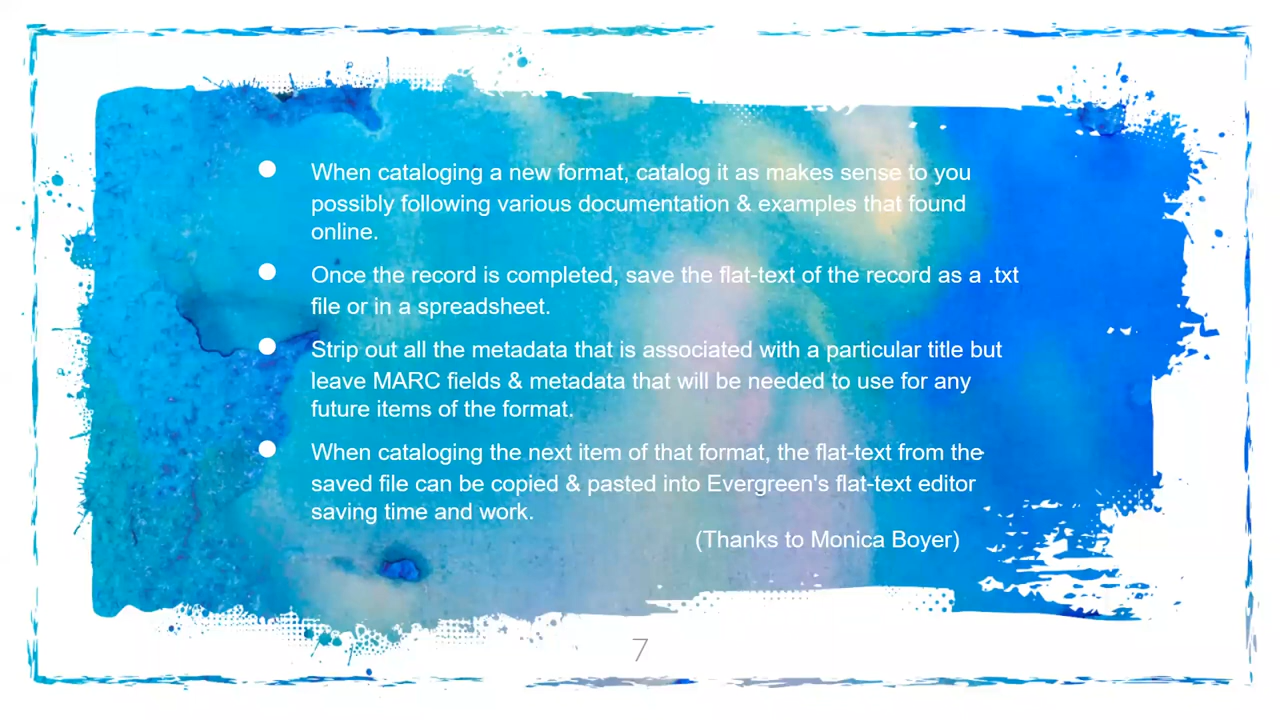 When cataloging a new format, catalog it as makes sense to you
possibly following various documentation & examples that found
online.
Once the record is completed, save the flat-text of the record as a .txt
file or in a spreadsheet.
Strip out all the metadata that is associated with a particular title but
leave MARC fields & metadata that will be needed to use for any
future items of the format.
When cataloging the next item of that format, the flat-text from the
saved file can be copied & pasted into Evergreen's flat-text editor
saving time and work.
(Thanks to Monica Boyer)
7